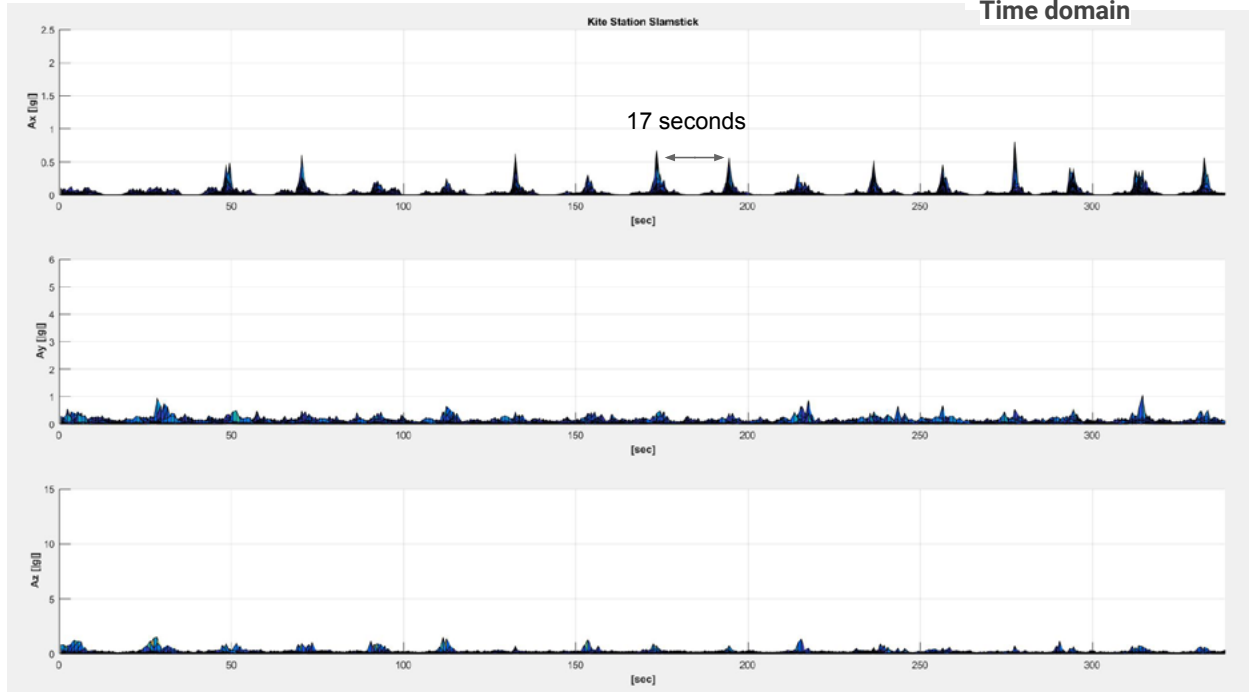 Time domain
Kite Station Slamstick
2.5
2
1.5
1
0.5
0
Ax [|g|]
17 seconds
0 50 100 150 200 250 300
[sec]
6
5
4
3
2
1
0
Ay [|g|]
0 50 100 150 200 250 300
[sec]
15
10
5
0
Az [|g|]
0 50 100 150 200 250 300
[sec]